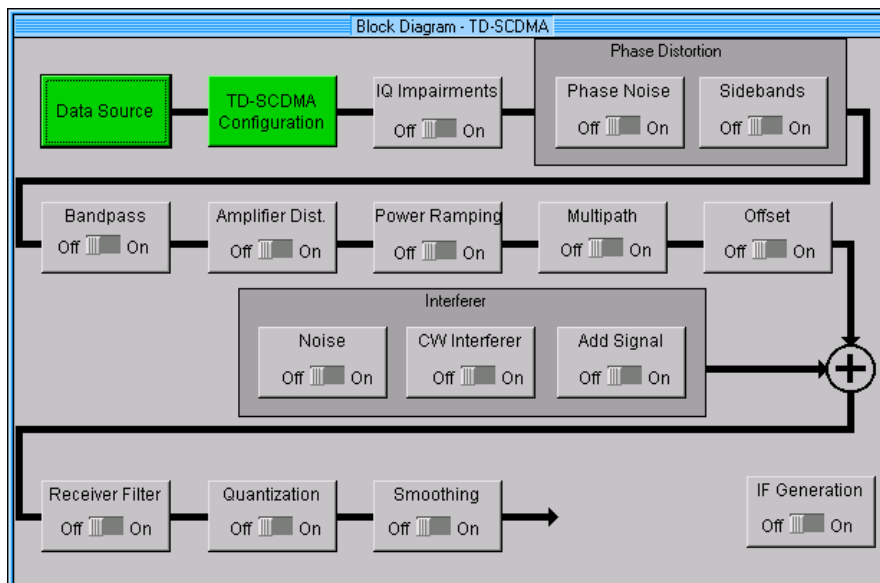 Block Diagram - TD-SCDMA
Phase Distortion
Data Source
TD-SCDMA
Configuration
IQ Impairments
Off On
Phase Noise
Off On
Sidebands
Off On
Bandpass
Off On
Amplifier Dist.
Off On
Power Ramping
Off On
Multipath
Off On
Offset
Off On
Interferer
Noise
Off On
CW Interferer
Off On
Add Signal
Off On
Receiver Filter
Off On
Quantization
Off On
Smoothing
Off On
IF Generation
Off On